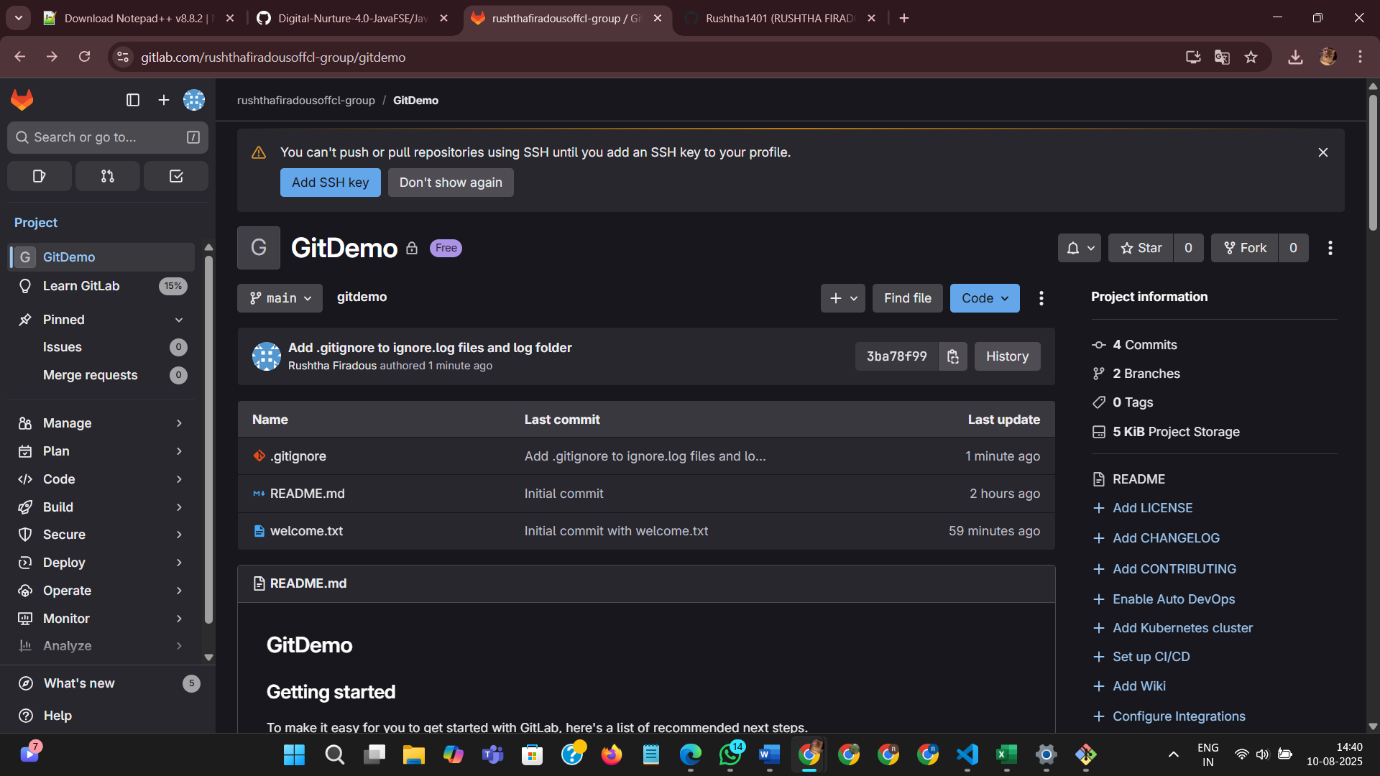 Download Notepad++ v8.8.2 |
Digital-Nurture-4.0-JavaFSE/Jav
rushthafiradousoffcl-group / Gi
Rushtha1401 (RUSHTHA FIRAD
gitlab.com/rushthafiradousoffcl-group/gitdemo
rushthafiradousoffcl-group / GitDemo
Search or go to... /
You can't push or pull repositories using SSH until you add an SSH key to your profile.
Add SSH key Don't show again
Project
G GitDemo
Learn GitLab 15%
Pinned
Issues 0
Merge requests 0
Manage
Plan
Code
Build
Secure
Deploy
Operate
Monitor
Analyze
What's new 5
Help
G GitDemo Free
Star 0 Fork 0
main gitdemo
Find file Code
Add .gitignore to ignore.log files and log folder
Rushtha Firadous authored 1 minute ago
3ba78f99 History
Name Last commit Last update
.gitignore Add .gitignore to ignore.log files and lo... 1 minute ago
README.md Initial commit 2 hours ago
welcome.txt Initial commit with welcome.txt 59 minutes ago
README.md
GitDemo
Getting started
To make it easy for you to get started with GitLab, here's a list of recommended next steps.
Project information
4 Commits
2 Branches
0 Tags
5 KiB Project Storage
README
Add LICENSE
Add CHANGELOG
Add CONTRIBUTING
Enable Auto DevOps
Add Kubernetes cluster
Set up CI/CD
Add Wiki
Configure Integrations
7
14
ENG
IN
14:40
10-08-2025